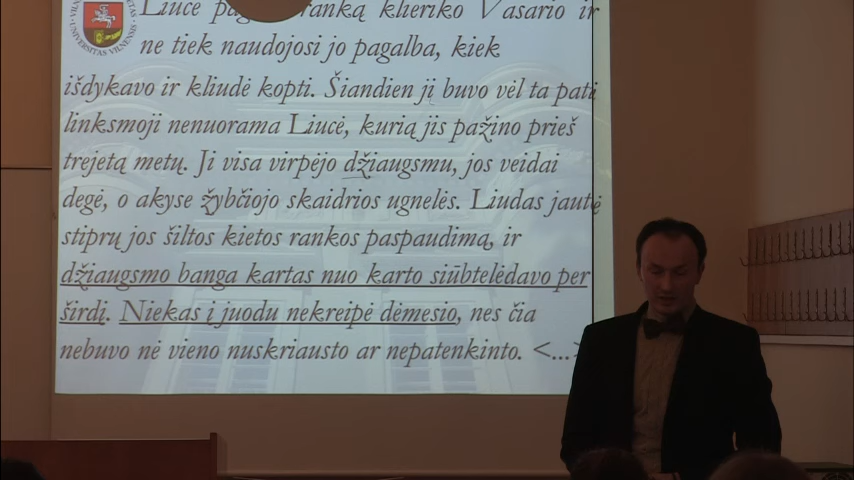 UNIVERSITAS VILNENSIS
Liucė ranką klieriko Vasario ir
ne tiek naudojosi jo pagalba, kiek
išdykavo ir kliudė kopti. Šiandien ji buvo vėl ta pati
linksmoji nenuorama Liucė, kurią jis pažino prieš
trejetą metų. Ji visa virpėjo džiaugsmu, jos veidai
degė, o akyse žybčiojo skaidrios ugnelės. Liudas jautė
stiprų jos šiltos kietos rankos paspaudimą, ir
džiaugsmo banga kartas nuo karto siūbtelėdavo per
širdį. Niekas į juodu nekreipė dėmesio, nes čia
nebuvo nė vieno nuskriausto ar nepatenkinto. <...>